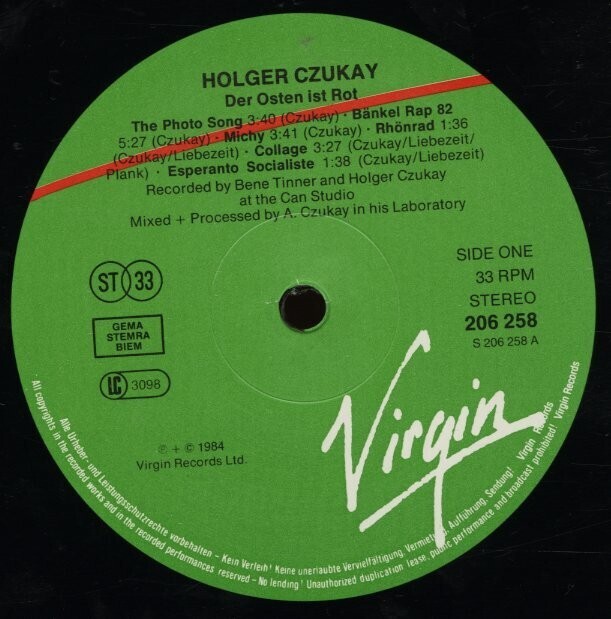 HOLGER CZUKAY
Der Osten ist Rot
The Photo Song 3:40 (Czukay) · Bänkel Rap 82
5:27 (Czukay) · Michy 3:41 (Czukay) · Rhönrad 1:36
(Czukay/Liebezeit) · Collage 3:27 (Czukay/Liebezeit/
Plank) · Esperanto Socialiste 1:38 (Czukay/Liebezeit)
Recorded by Bene Tinner and Holger Czukay
at the Can Studio
Mixed + Processed by A. Czukay in his Laboratory
SIDE ONE
33 RPM
STEREO
206 258
S 206 258 A
ST 33
GEMA
STEMRA
BIEM
LC 3098
℗ + © 1984
Virgin Records Ltd.
Virgin
Alle Urheber- und Leistungsschutzrechte vorbehalten – Kein Verleih! Keine unerlaubte Vervielfältigung, Vermietung, Aufführung, Sendung! Virgin Records
All copyrights in the recorded works and in the recorded performances reserved – No lending! Unauthorized duplication lease, public performance and broadcast prohibited! Virgin Records